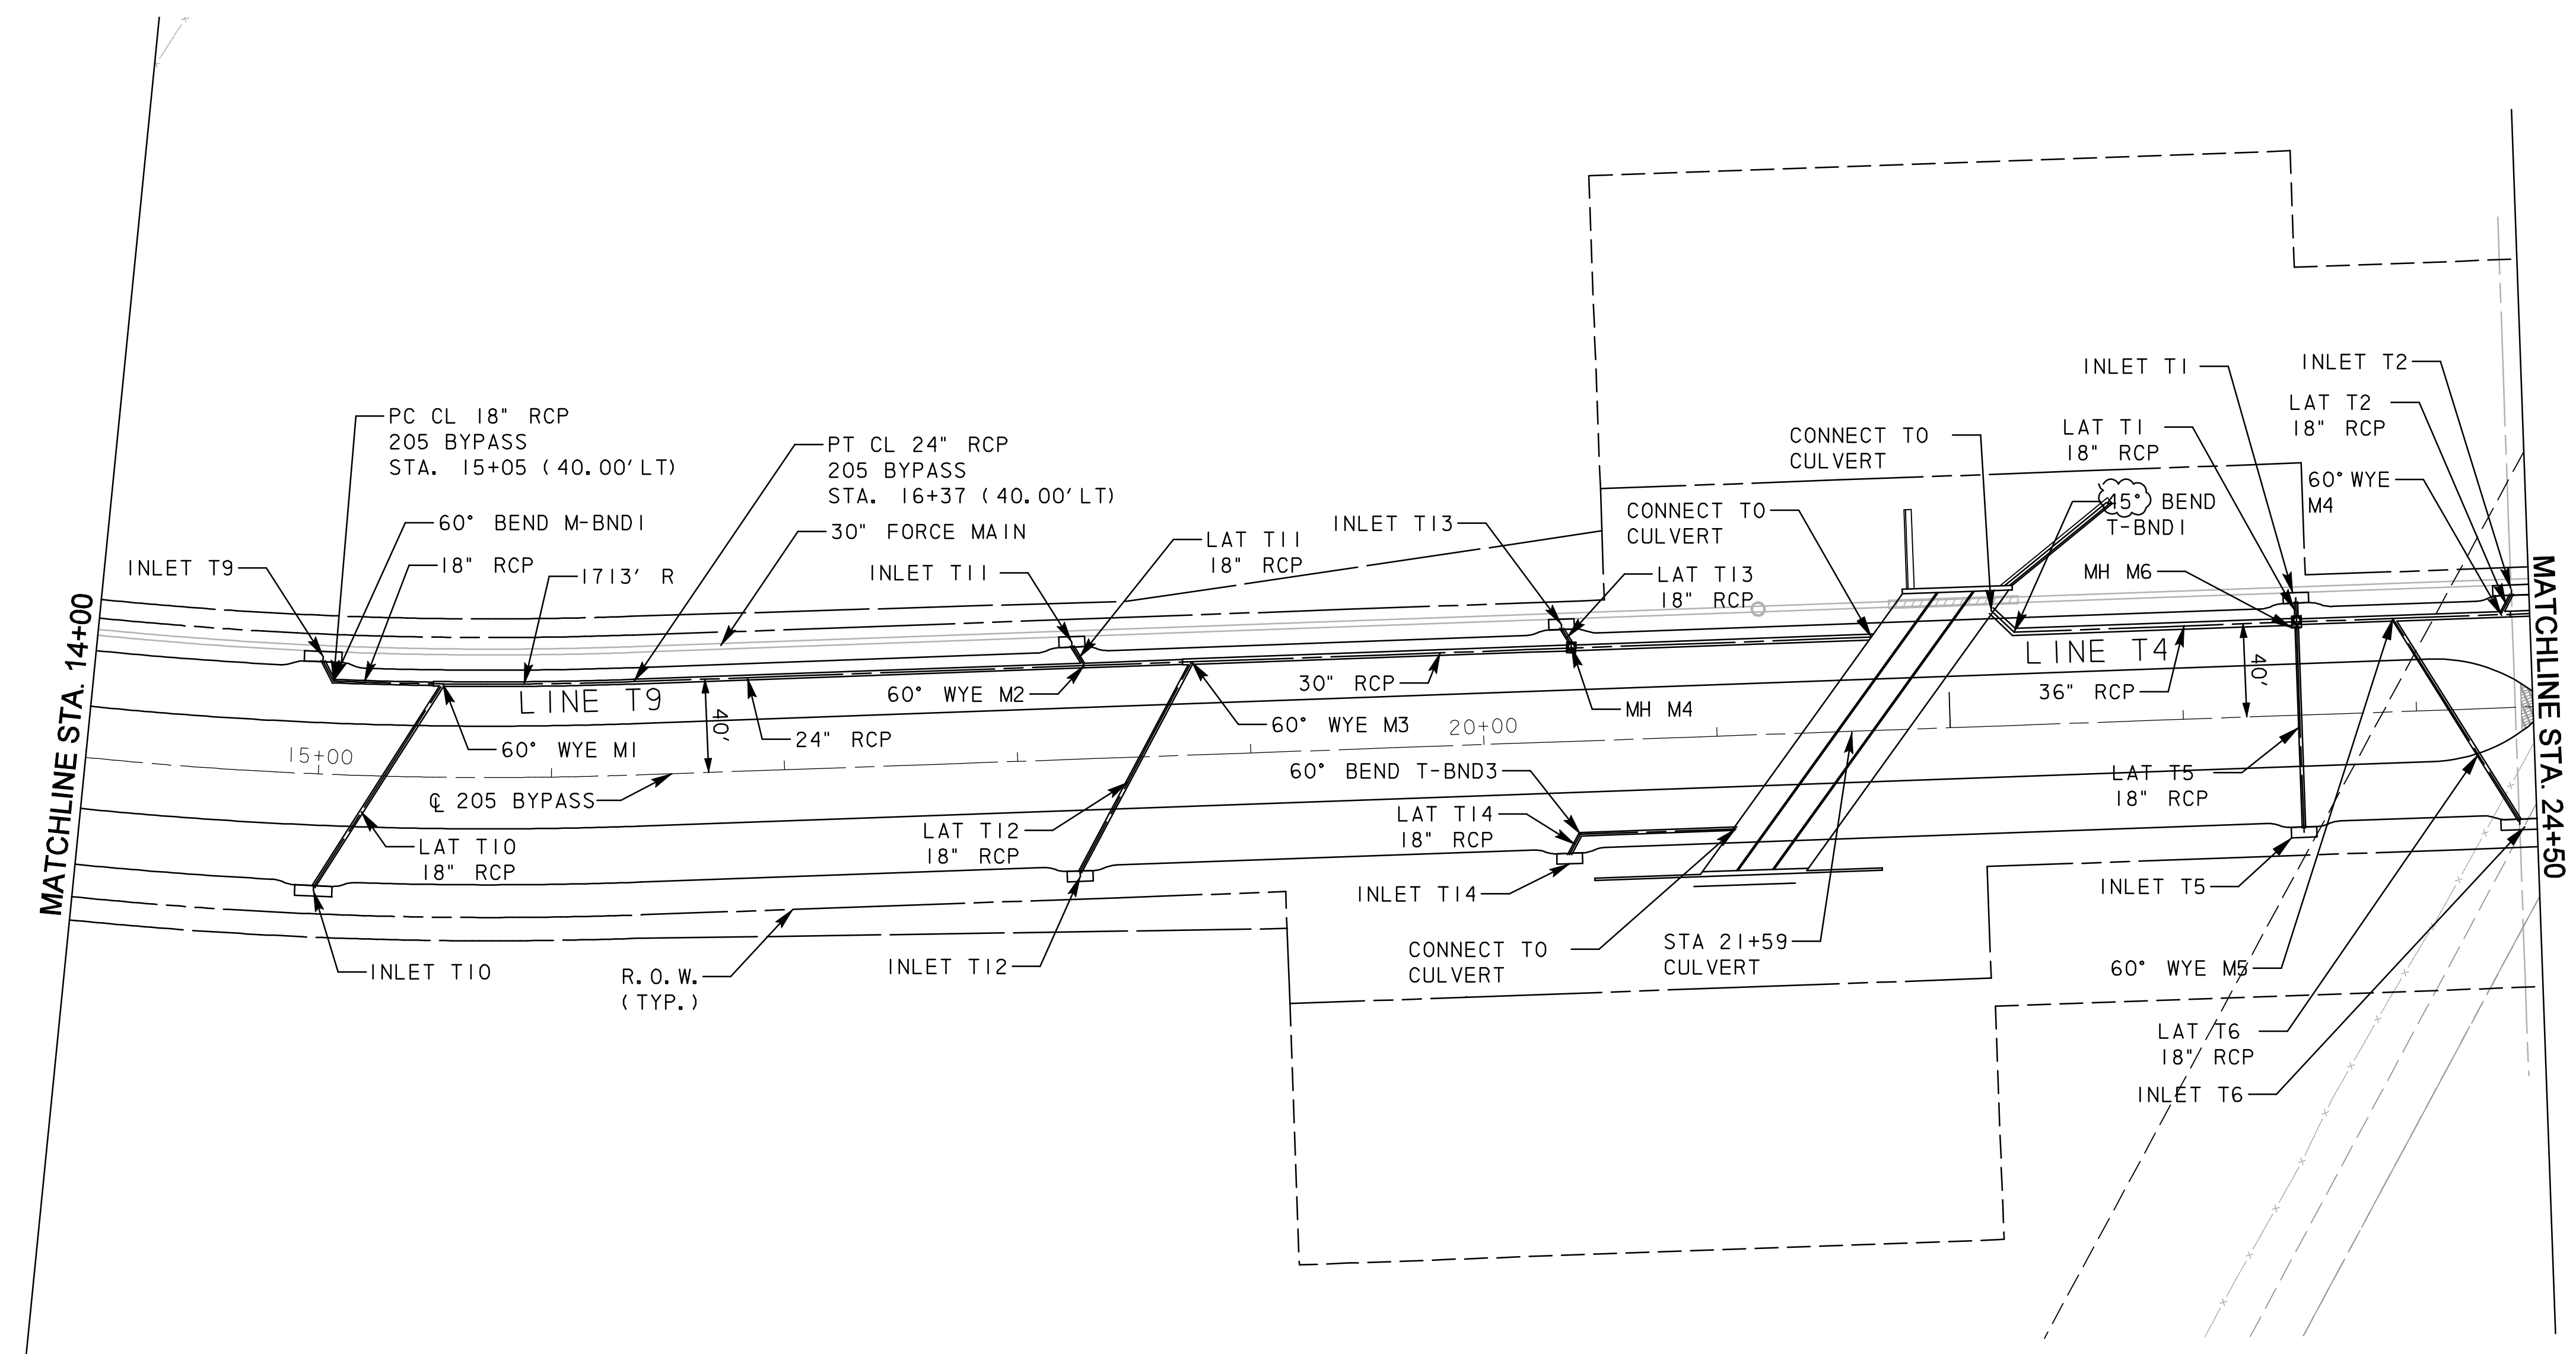 MATCHLINE STA. 14+00
PC CL 18" RCP
205 BYPASS
STA. 15+05 (40.00'LT)
60° BEND M-BND1
18" RCP
1713' R
INLET T9
PT CL 24" RCP
205 BYPASS
STA. 16+37 (40.00'LT)
30" FORCE MAIN
INLET T11
LAT T11
18" RCP
INLET T13
LAT T13
18" RCP
CONNECT TO
CULVERT
CONNECT TO
CULVERT
45° BEND
T-BND1
MH M6
INLET T1
LAT T1
18" RCP
INLET T2
LAT T2
18" RCP
60° WYE
M4
LINE T9
40'
60° WYE M1
24" RCP
60° WYE M2
60° WYE M3
30" RCP
MH M4
LINE T4
36" RCP
40'
15+00
20+00
℄ 205 BYPASS
LAT T10
18" RCP
INLET T10
R.O.W.
(TYP.)
LAT T12
18" RCP
INLET T12
60° BEND T-BND3
LAT T14
18" RCP
INLET T14
CONNECT TO
CULVERT
STA 21+59
CULVERT
LAT T5
18" RCP
INLET T5
60° WYE M5
LAT T6
18" RCP
INLET T6
MATCHLINE STA. 24+50